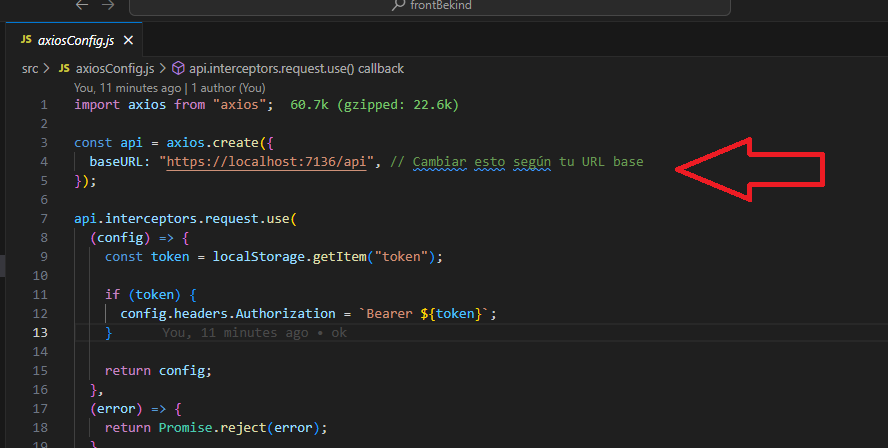 frontBekind
JS axiosConfig.js
src > JS axiosConfig.js > api.interceptors.request.use() callback
You, 11 minutes ago | 1 author (You)
1 import axios from "axios"; 60.7k (gzipped: 22.6k)
2
3 const api = axios.create({
4 baseURL: "https://localhost:7136/api", // Cambiar esto según tu URL base
5 });
6
7 api.interceptors.request.use(
8 (config) => {
9 const token = localStorage.getItem("token");
10
11 if (token) {
12 config.headers.Authorization = `Bearer ${token}`;
13 } You, 11 minutes ago • ok
14
15 return config;
16 },
17 (error) => {
18 return Promise.reject(error);
19 }